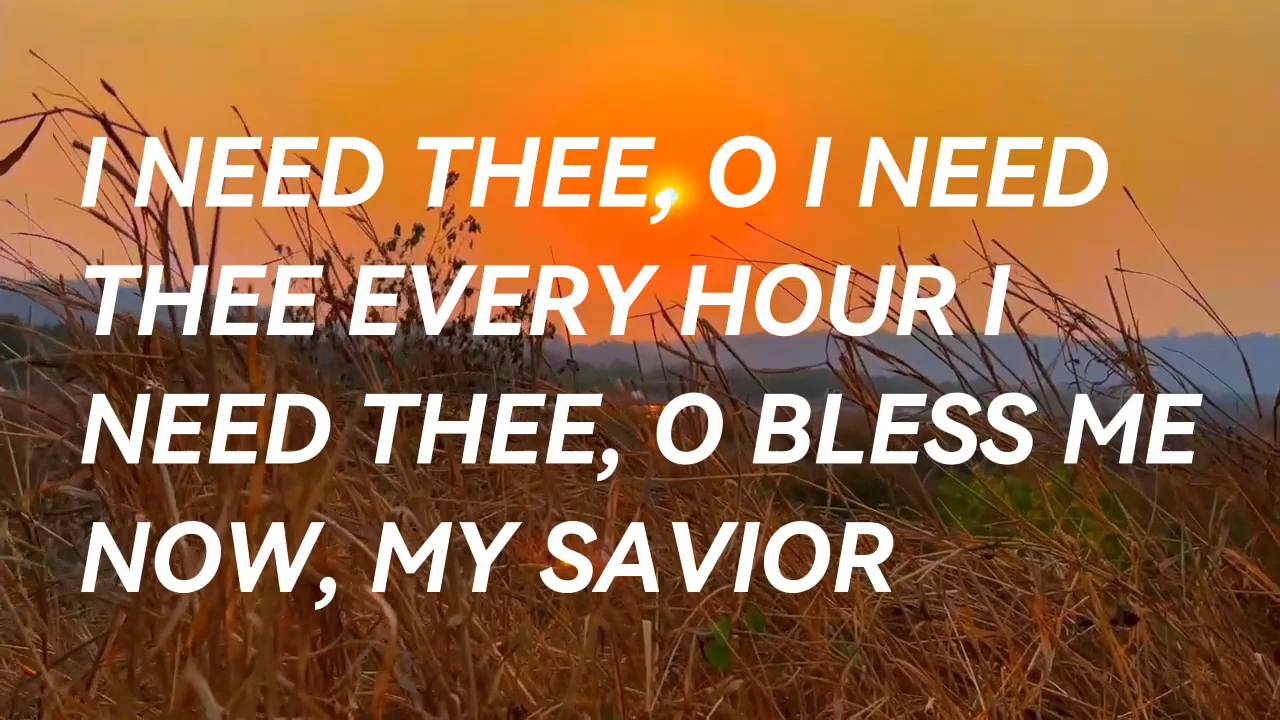 I NEED THEE, O I NEED
THEE EVERY HOUR I
NEED THEE, O BLESS ME
NOW, MY SAVIOR